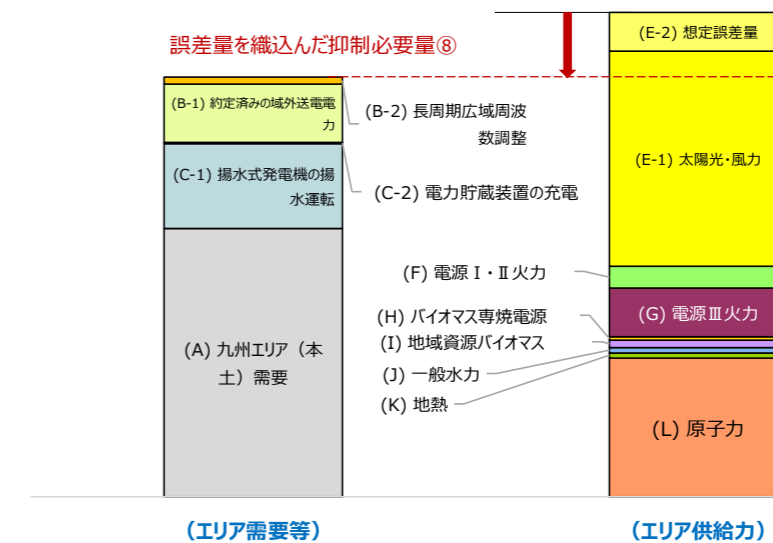 誤差量を織込んだ抑制必要量⑧
(B-1) 約定済みの域外送電電
力
(B-2) 長周期広域周波
数調整
(C-1) 揚水式発電機の揚
水運転
(C-2) 電力貯蔵装置の充電
(A) 九州エリア（本
土）需要
（エリア需要等）
(E-2) 想定誤差量
(E-1) 太陽光・風力
(F) 電源Ⅰ・Ⅱ火力
(G) 電源Ⅲ火力
(H) バイオマス専焼電源
(I) 地域資源バイオマス
(J) 一般水力
(K) 地熱
(L) 原子力
（エリア供給力）